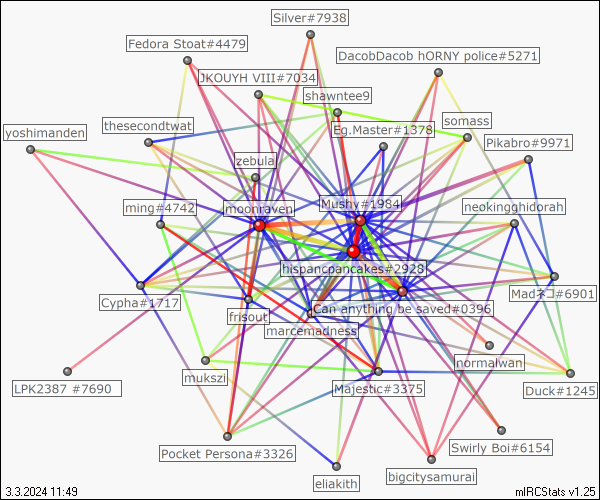 Silver#7938
Fedora Stoat#4479
DacobDacob hORNY police#5271
JKOUYH VIII#7034
shawntee9
yoshimanden
thesecondtwat
Eg.Master#1378
somass
Pikabro#9971
zebula
ming#4742
moonraven
Mushy#1984
neokingghidorah
hispancpancakes#2928
Cypha#1717
Madネコ#6901
frisout
Can anything be saved#0396
marcemadness
mukszi
normalwan
LPK2387 #7690
Majestic#3375
Duck#1245
Pocket Persona#3326
Swirly Boi#6154
eliakith
bigcitysamurai
3.3.2024 11:49
mIRCStats v1.25